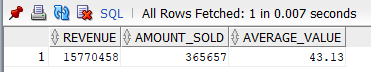 SQL | All Rows Fetched: 1 in 0.007 seconds
REVENUE AMOUNT_SOLD AVERAGE_VALUE
1 15770458 365657 43.13